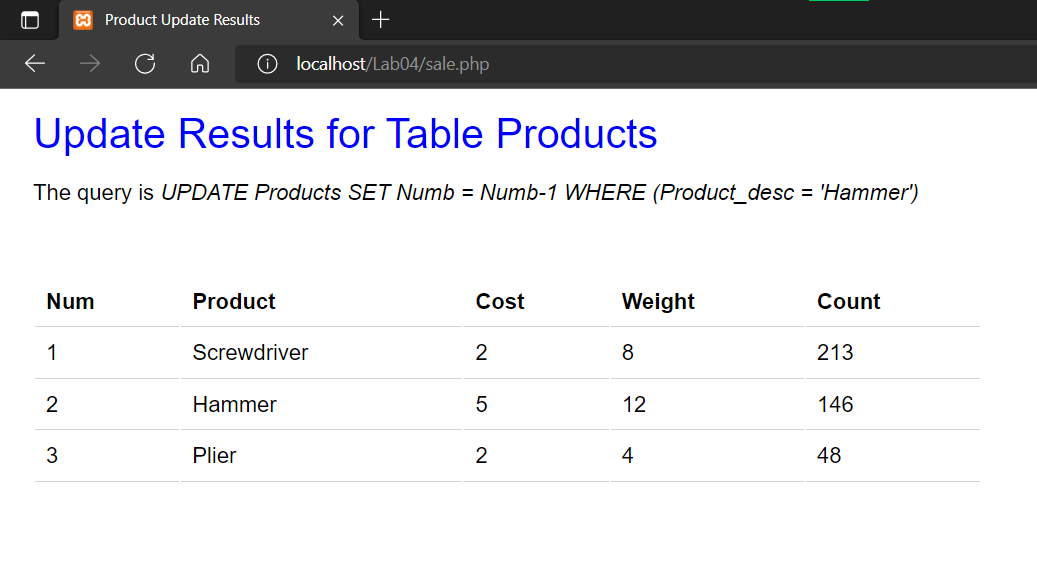 Product Update Results
localhost/Lab04/sale.php
Update Results for Table Products
The query is UPDATE Products SET Numb = Numb-1 WHERE (Product_desc = 'Hammer')
Num Product Cost Weight Count
1 Screwdriver 2 8 213
2 Hammer 5 12 146
3 Plier 2 4 48